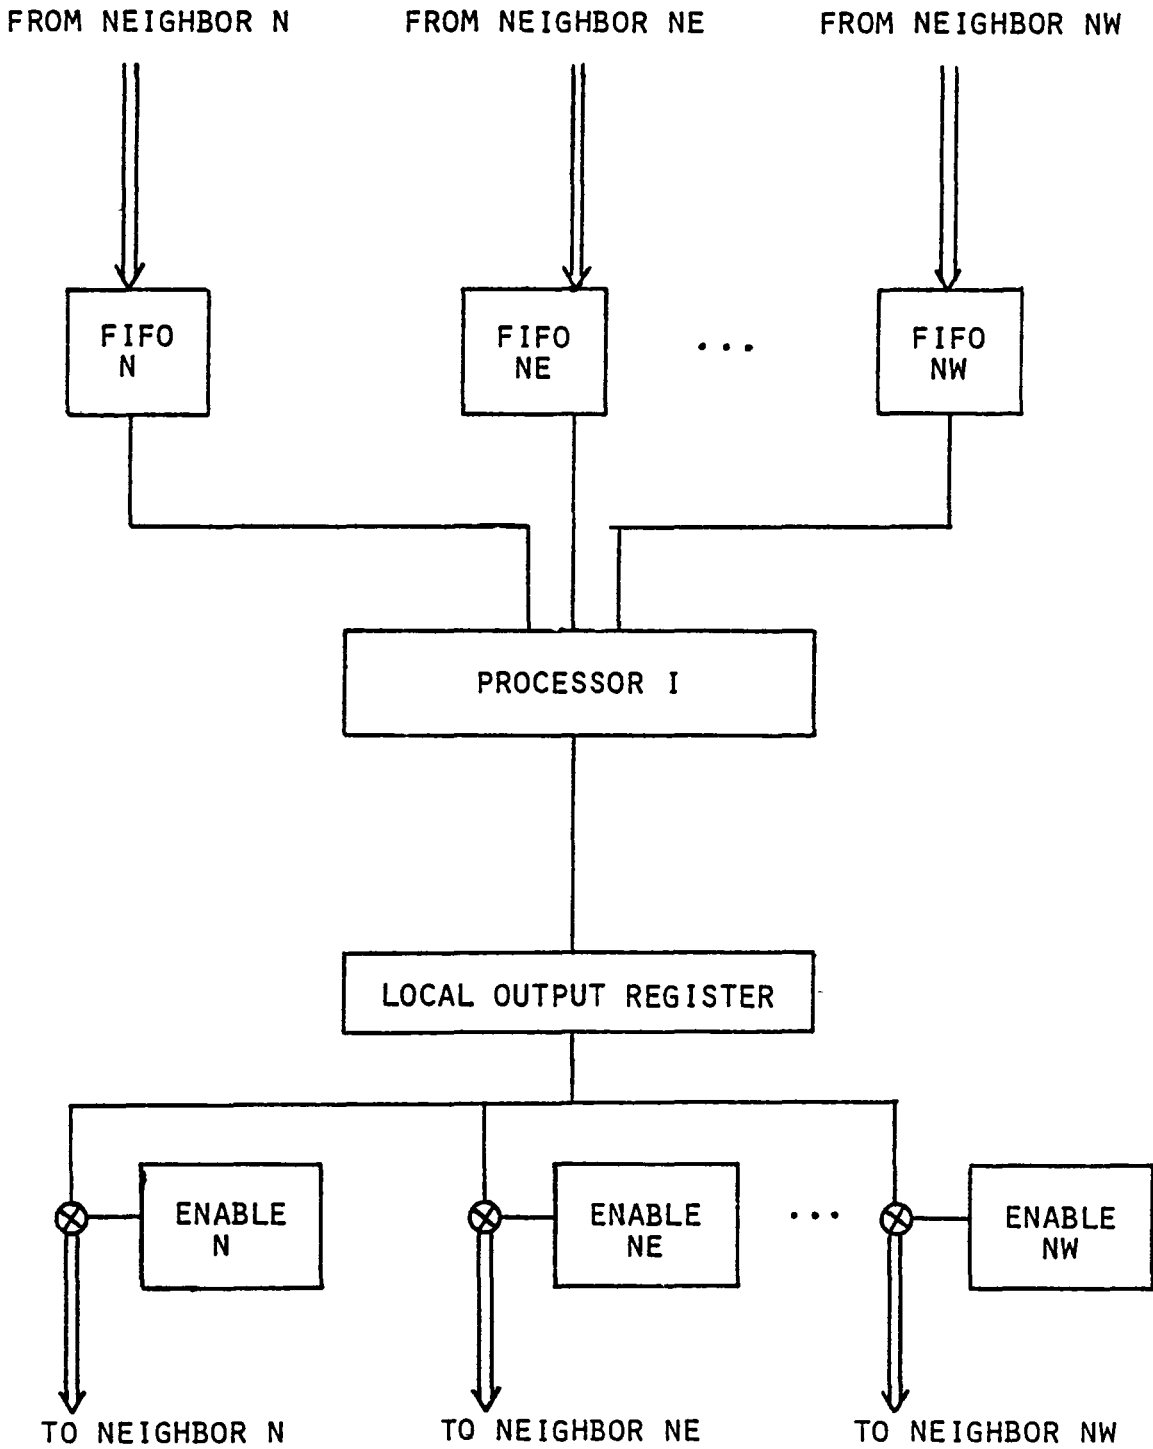 FROM NEIGHBOR N
FROM NEIGHBOR NE
FROM NEIGHBOR NW
FIFO
N
FIFO
NE
...
FIFO
NW
PROCESSOR I
LOCAL OUTPUT REGISTER
ENABLE
N
ENABLE
NE
...
ENABLE
NW
TO NEIGHBOR N
TO NEIGHBOR NE
TO NEIGHBOR NW